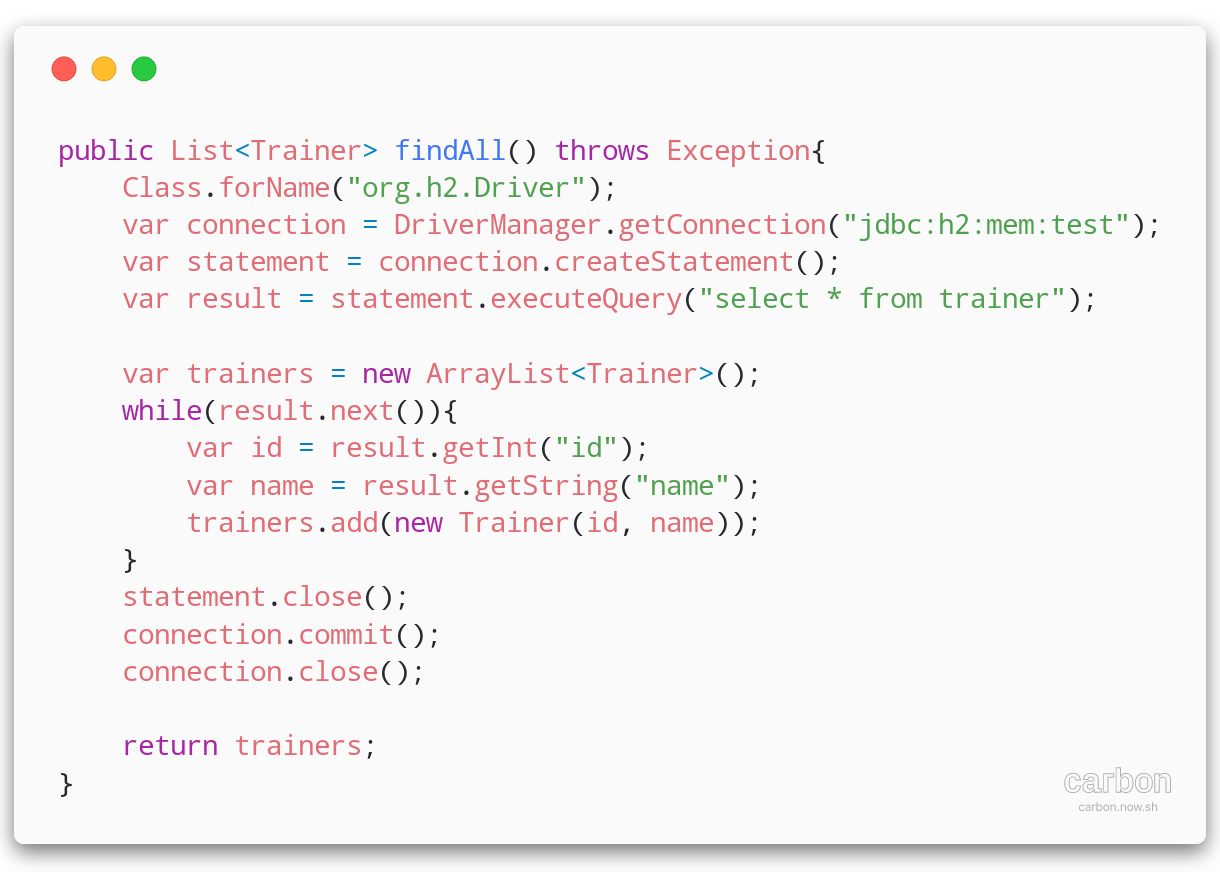 public List<Trainer> findAll() throws Exception{
    Class.forName("org.h2.Driver");
    var connection = DriverManager.getConnection("jdbc:h2:mem:test");
    var statement = connection.createStatement();
    var result = statement.executeQuery("select * from trainer");

    var trainers = new ArrayList<Trainer>();
    while(result.next()){
        var id = result.getInt("id");
        var name = result.getString("name");
        trainers.add(new Trainer(id, name));
    }
    statement.close();
    connection.commit();
    connection.close();

    return trainers;
}
carbon
carbon.now.sh